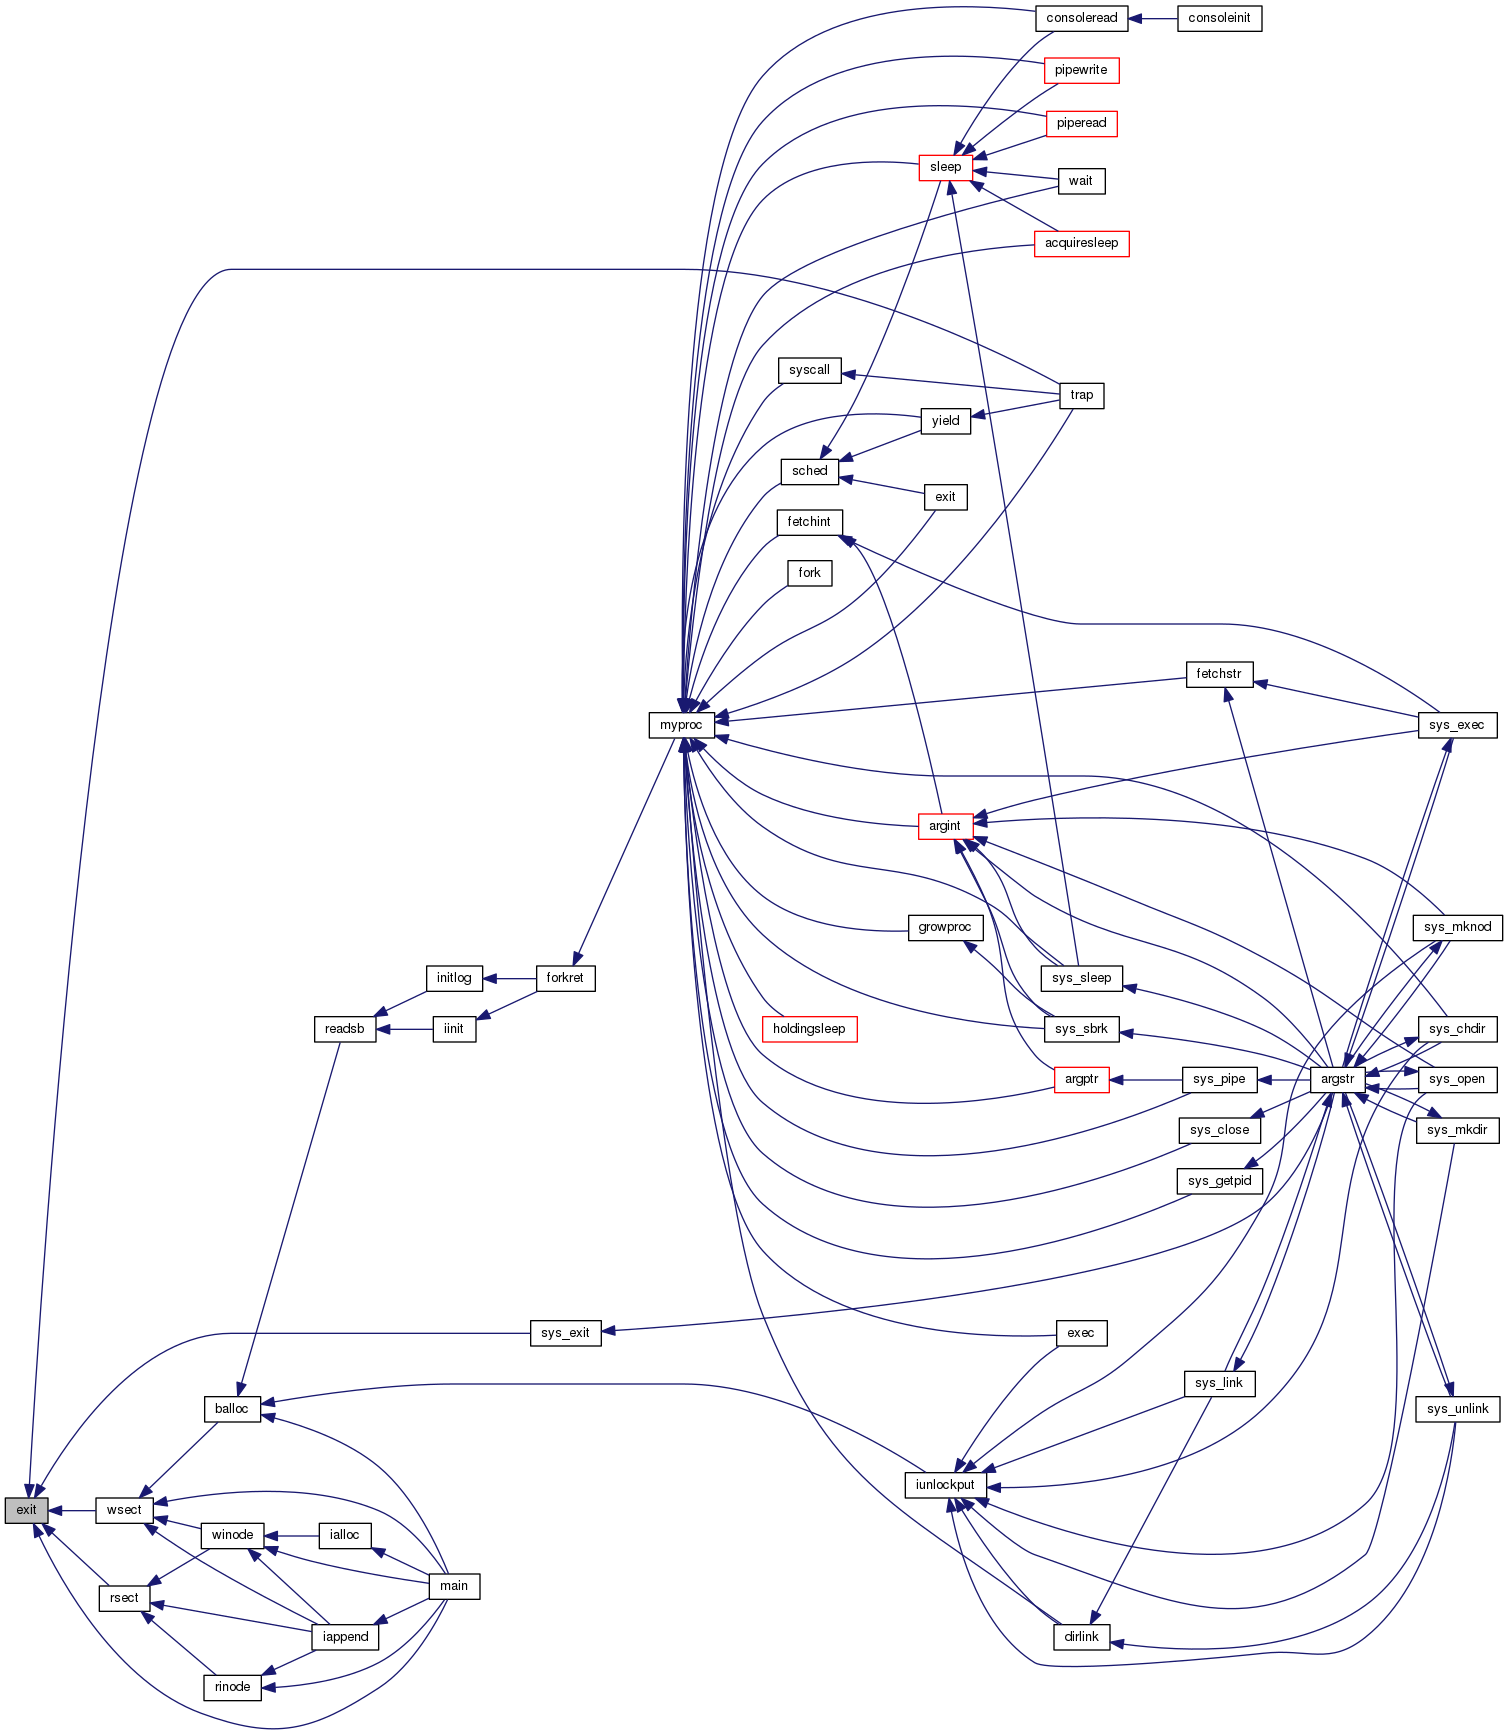 consoleread
consoleinit
pipewrite
piperead
sleep
wait
acquiresleep
syscall
trap
yield
sched
exit
fetchint
fork
fetchstr
myproc
sys_exec
argint
growproc
sys_mknod
initlog
forkret
sys_sleep
readsb
iinit
holdingsleep
sys_sbrk
sys_chdir
argptr
sys_pipe
argstr
sys_open
sys_close
sys_mkdir
sys_getpid
sys_exit
exec
sys_link
balloc
sys_unlink
iunlockput
exit
wsect
winode
ialloc
main
rsect
iappend
dirlink
rinode